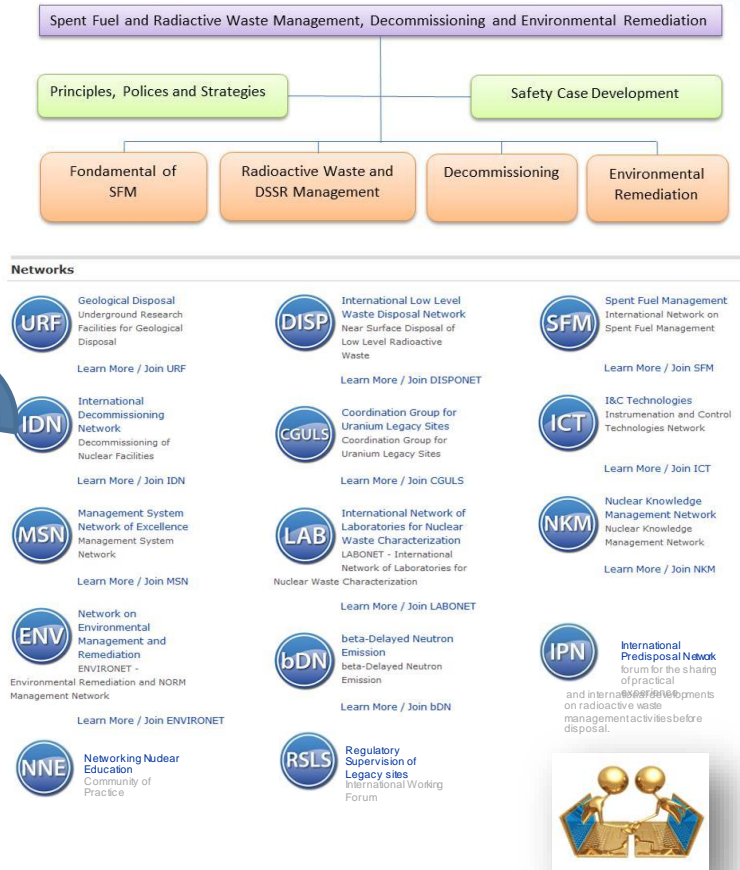 Spent Fuel and Radiactive Waste Management, Decommissioning and Environmental Remediation
Principles, Polices and Strategies
Safety Case Development
Fondamental of
SFM
Radioactive Waste and
DSSR Management
Decommissioning
Environmental
Remediation
Networks
URF
Geological Disposal
Underground Research
Facilities for Geological
Disposal
Learn More / Join URF
DISP
International Low Level
Waste Disposal Network
Near Surface Disposal of
Low Level Radioactive
Waste
Learn More / Join DISPONET
SFM
Spent Fuel Management
International Network on
Spent Fuel Management
Learn More / Join SFM
IDN
International
Decommissioning
Network
Decommissioning of
Nuclear Facilities
Learn More / Join IDN
CGULS
Coordination Group for
Uranium Legacy Sites
Coordination Group for
Uranium Legacy Sites
Learn More / Join CGULS
ICT
I&C Technologies
Instrumenation and Control
Technologies Network
Learn More / Join ICT
MSN
Management System
Network of Excellence
Management System
Network
Learn More / Join MSN
LAB
International Network of
Laboratories for Nuclear
Waste Characterization
LABONET - International
Network of Laboratories for
Nuclear Waste Characterization
Learn More / Join LABONET
NKM
Nuclear Knowledge
Management Network
Nuclear Knowledge
Management Network
Learn More / Join NKM
ENV
Network on
Environmental
Management and
Remediation
ENVIRONET -
Environmental Remediation and NORM
Management Network
Learn More / Join ENVIRONET
bDN
beta-Delayed Neutron
Emission
beta-Delayed Neutron
Emission
Learn More / Join bDN
IPN
International
Predisposal Network
forum for the sharing
of practical
experience
and international developments
on radioactive waste
management activities before
disposal.
NNE
Networking Nudear
Education
Community of
Practice
RSLS
Regulatory
Supervision of
Legacy sites
International Working
Forum